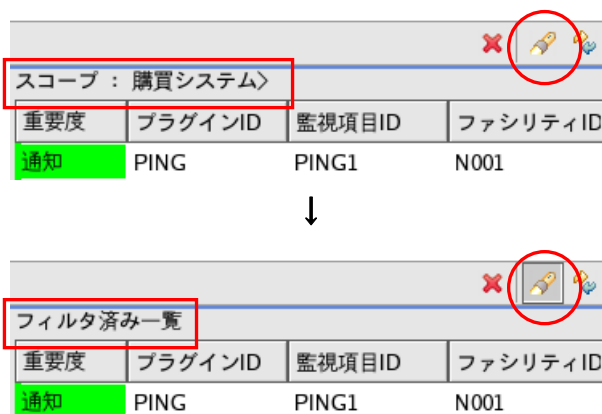 スコープ : 購買システム〉
重要度 プラグインID 監視項目ID ファシリティID
通知 PING PING1 N001
↓
フィルタ済み一覧
重要度 プラグインID 監視項目ID ファシリティID
通知 PING PING1 N001